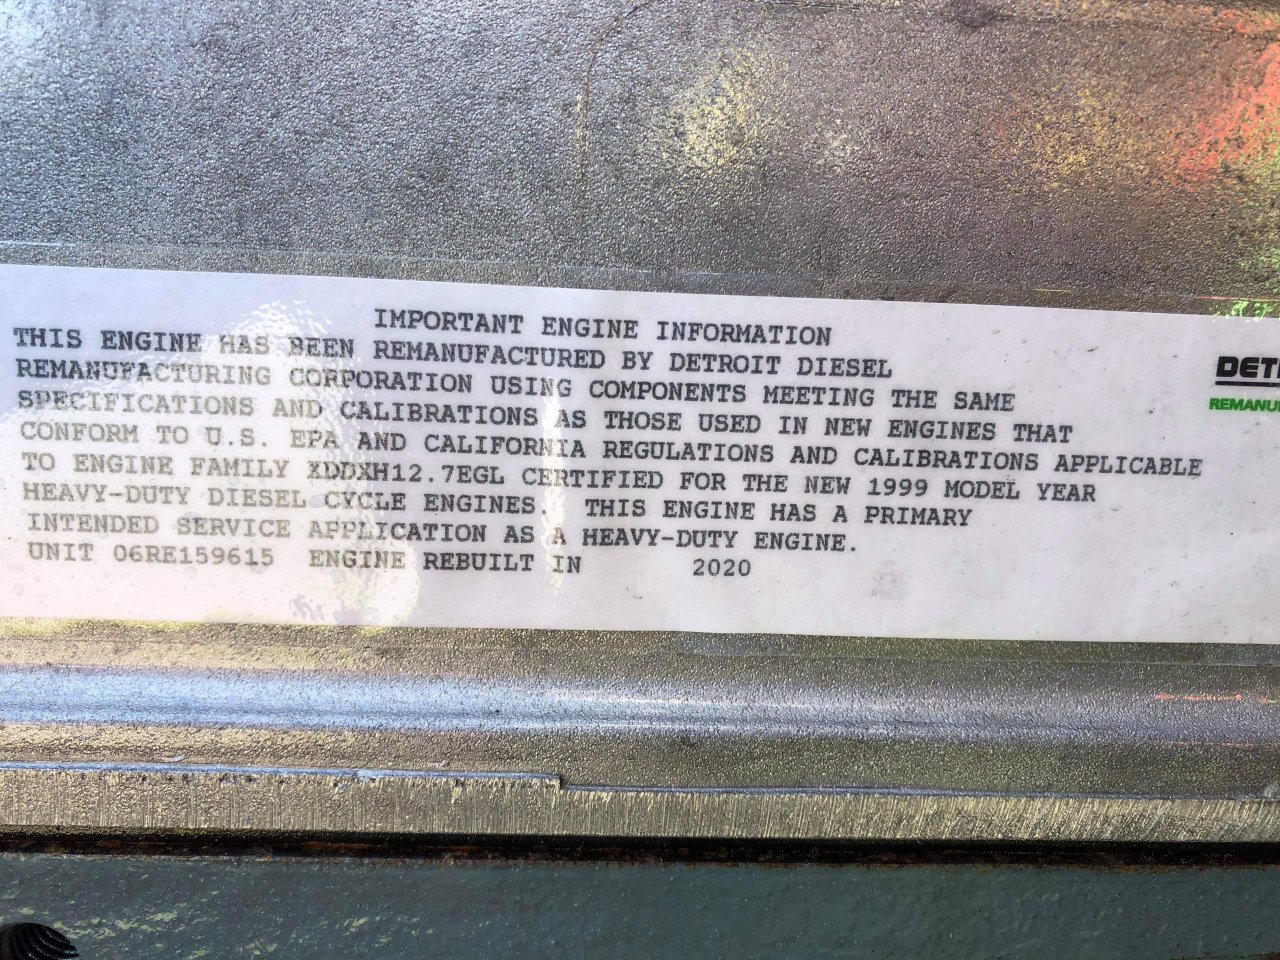 IMPORTANT ENGINE INFORMATION
THIS ENGINE HAS BEEN REMANUFACTURED BY DETROIT DIESEL
REMANUFACTURING CORPORATION USING COMPONENTS MEETING THE SAME
SPECIFICATIONS AND CALIBRATIONS AS THOSE USED IN NEW ENGINES THAT
CONFORM TO U.S. EPA AND CALIFORNIA REGULATIONS AND CALIBRATIONS APPLICABLE
TO ENGINE FAMILY XDDXH12.7EGL CERTIFIED FOR THE NEW 1999 MODEL YEAR
HEAVY-DUTY DIESEL CYCLE ENGINES. THIS ENGINE HAS A PRIMARY
INTENDED SERVICE APPLICATION AS A HEAVY-DUTY ENGINE.
UNIT 06RE159615 ENGINE REBUILT IN 2020